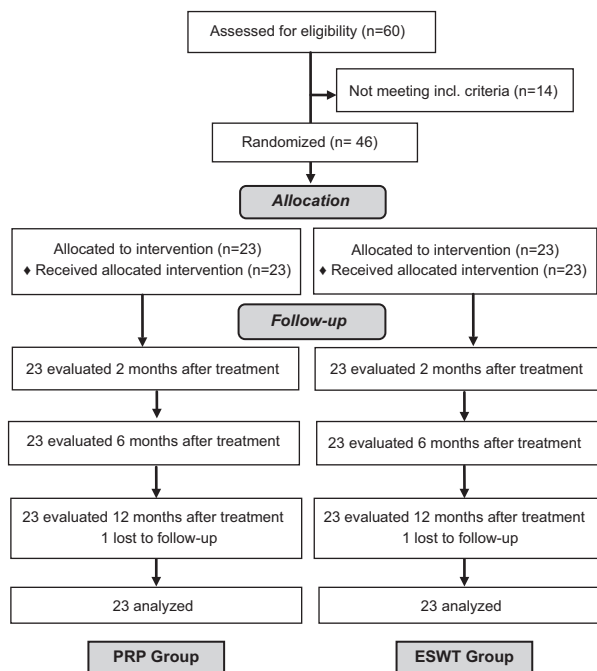 Assessed for eligibility (n=60)
Not meeting incl. criteria (n=14)
Randomized (n= 46)
Allocation
Allocated to intervention (n=23)
♦ Received allocated intervention (n=23)
Allocated to intervention (n=23)
♦ Received allocated intervention (n=23)
Follow-up
23 evaluated 2 months after treatment
23 evaluated 2 months after treatment
23 evaluated 6 months after treatment
23 evaluated 6 months after treatment
23 evaluated 12 months after treatment
1 lost to follow-up
23 evaluated 12 months after treatment
1 lost to follow-up
23 analyzed
23 analyzed
PRP Group
ESWT Group